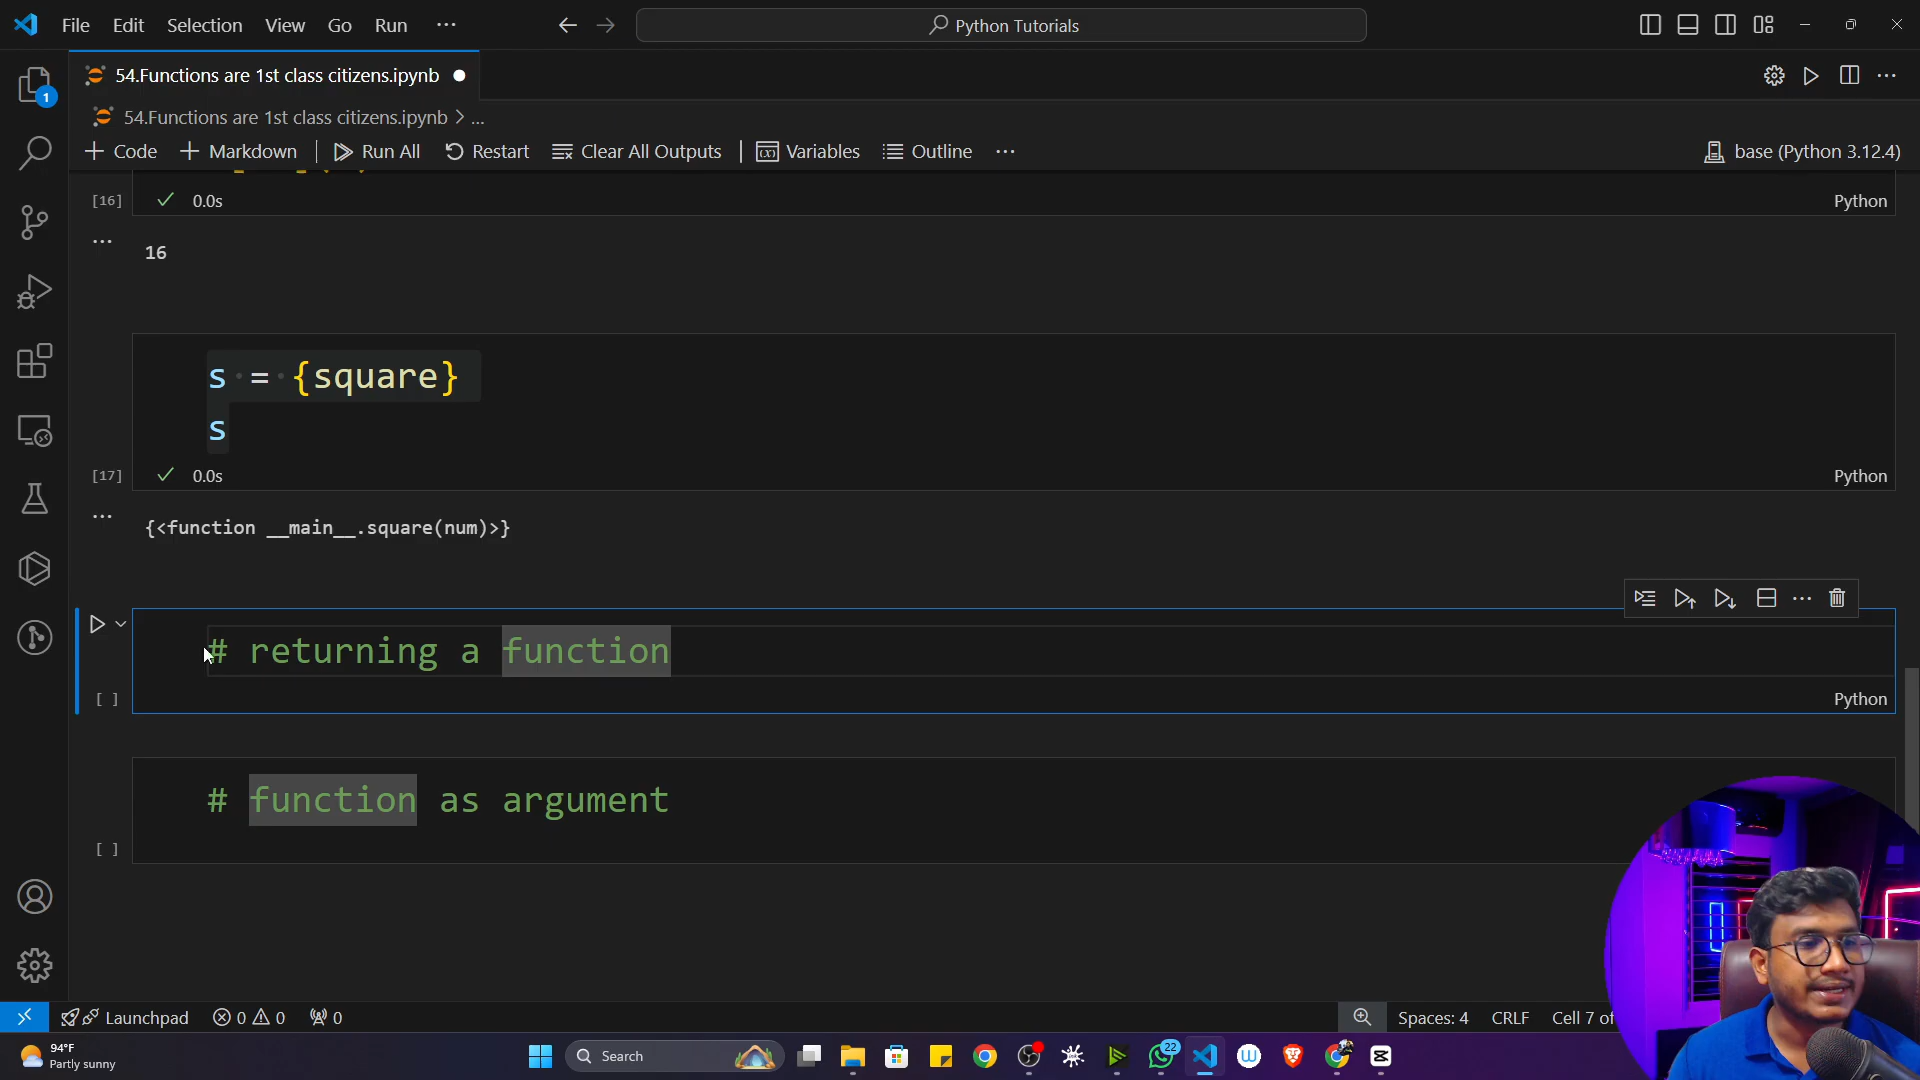 File Edit Selection View Go Run ···
Python Tutorials
54.Functions are 1st class citizens.ipynb
1
54.Functions are 1st class citizens.ipynb > ...
Code Markdown Run All Restart Clear All Outputs Variables Outline ···
base (Python 3.12.4)
[16] 0.0s Python
16
s = {square}
s
[17] 0.0s Python
{<function __main__.square(num)>}
# returning a function
[ ] Python
# function as argument
[ ]
Launchpad 0 0 0
Spaces: 4 CRLF Cell 7 of
94°F
Partly sunny
Search
22